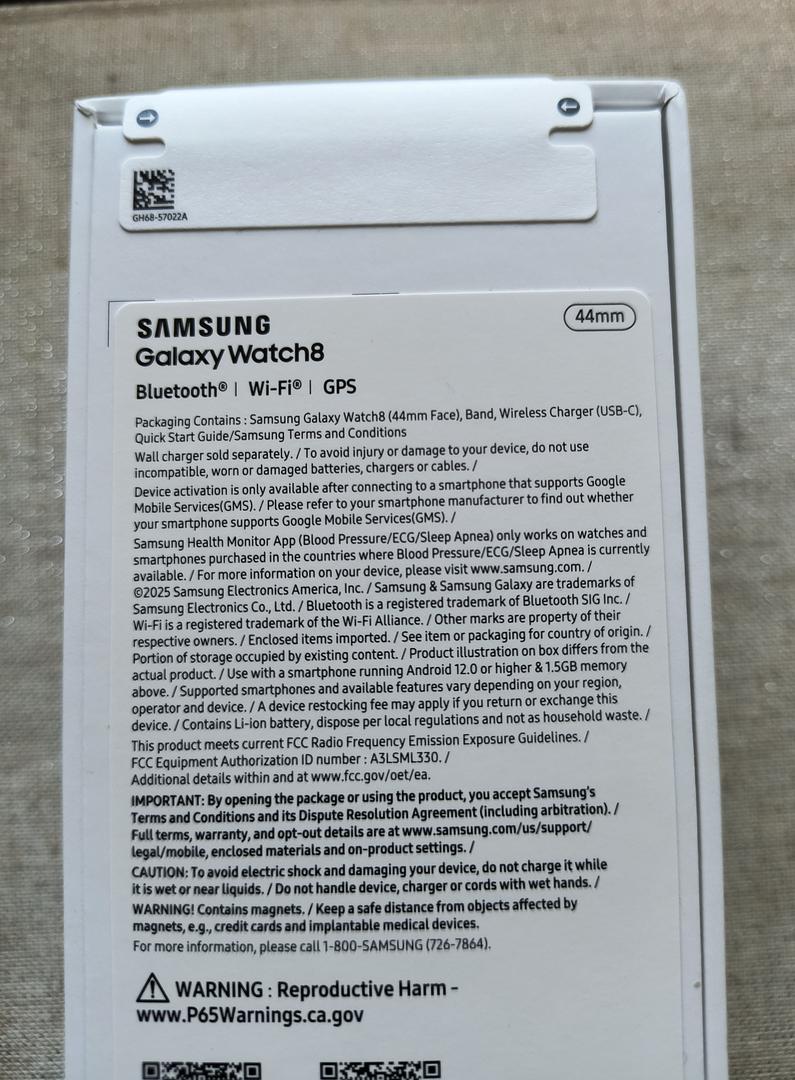 GH68-57022A
SAMSUNG
44mm
Galaxy Watch8
Bluetooth® | Wi-Fi® | GPS
Packaging Contains : Samsung Galaxy Watch8 (44mm Face), Band, Wireless Charger (USB-C),
Quick Start Guide/Samsung Terms and Conditions
Wall charger sold separately. / To avoid injury or damage to your device, do not use
incompatible, worn or damaged batteries, chargers or cables. /
Device activation is only available after connecting to a smartphone that supports Google
Mobile Services(GMS). / Please refer to your smartphone manufacturer to find out whether
your smartphone supports Google Mobile Services(GMS). /
Samsung Health Monitor App (Blood Pressure/ECG/Sleep Apnea) only works on watches and
smartphones purchased in the countries where Blood Pressure/ECG/Sleep Apnea is currently
available. / For more information on your device, please visit www.samsung.com. /
©2025 Samsung Electronics America, Inc. / Samsung & Samsung Galaxy are trademarks of
Samsung Electronics Co., Ltd. / Bluetooth is a registered trademark of Bluetooth SIG Inc. /
Wi-Fi is a registered trademark of the Wi-Fi Alliance. / Other marks are property of their
respective owners. / Enclosed items imported. / See item or packaging for country of origin. /
Portion of storage occupied by existing content. / Product illustration on box differs from the
actual product. / Use with a smartphone running Android 12.0 or higher & 1.5GB memory
above. / Supported smartphones and available features vary depending on your region,
operator and device. / A device restocking fee may apply if you return or exchange this
device. / Contains Li-ion battery, dispose per local regulations and not as household waste. /
This product meets current FCC Radio Frequency Emission Exposure Guidelines. /
FCC Equipment Authorization ID number : A3LSML330. /
Additional details within and at www.fcc.gov/oet/ea.
IMPORTANT: By opening the package or using the product, you accept Samsung's
Terms and Conditions and its Dispute Resolution Agreement (including arbitration). /
Full terms, warranty, and opt-out details are at www.samsung.com/us/support/
legal/mobile, enclosed materials and on-product settings. /
CAUTION: To avoid electric shock and damaging your device, do not charge it while
it is wet or near liquids. / Do not handle device, charger or cords with wet hands. /
WARNING! Contains magnets. / Keep a safe distance from objects affected by
magnets, e.g., credit cards and implantable medical devices.
For more information, please call 1-800-SAMSUNG (726-7864).
WARNING : Reproductive Harm -
www.P65Warnings.ca.gov